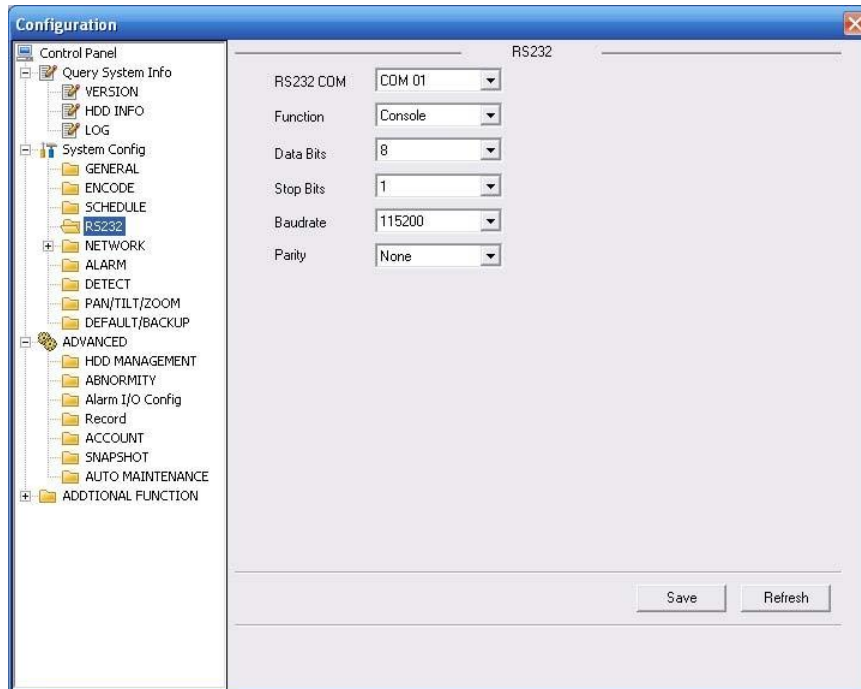 Configuration
Control Panel
Query System Info
VERSION
HDD INFO
LOG
System Config
GENERAL
ENCODE
SCHEDULE
RS232
NETWORK
ALARM
DETECT
PAN/TILT/ZOOM
DEFAULT/BACKUP
ADVANCED
HDD MANAGEMENT
ABNORMITY
Alarm I/O Config
Record
ACCOUNT
SNAPSHOT
AUTO MAINTENANCE
ADDTIONAL FUNCTION
RS232
RS232 COM COM 01
Function Console
Data Bits 8
Stop Bits 1
Baudrate 115200
Parity None
Save Refresh